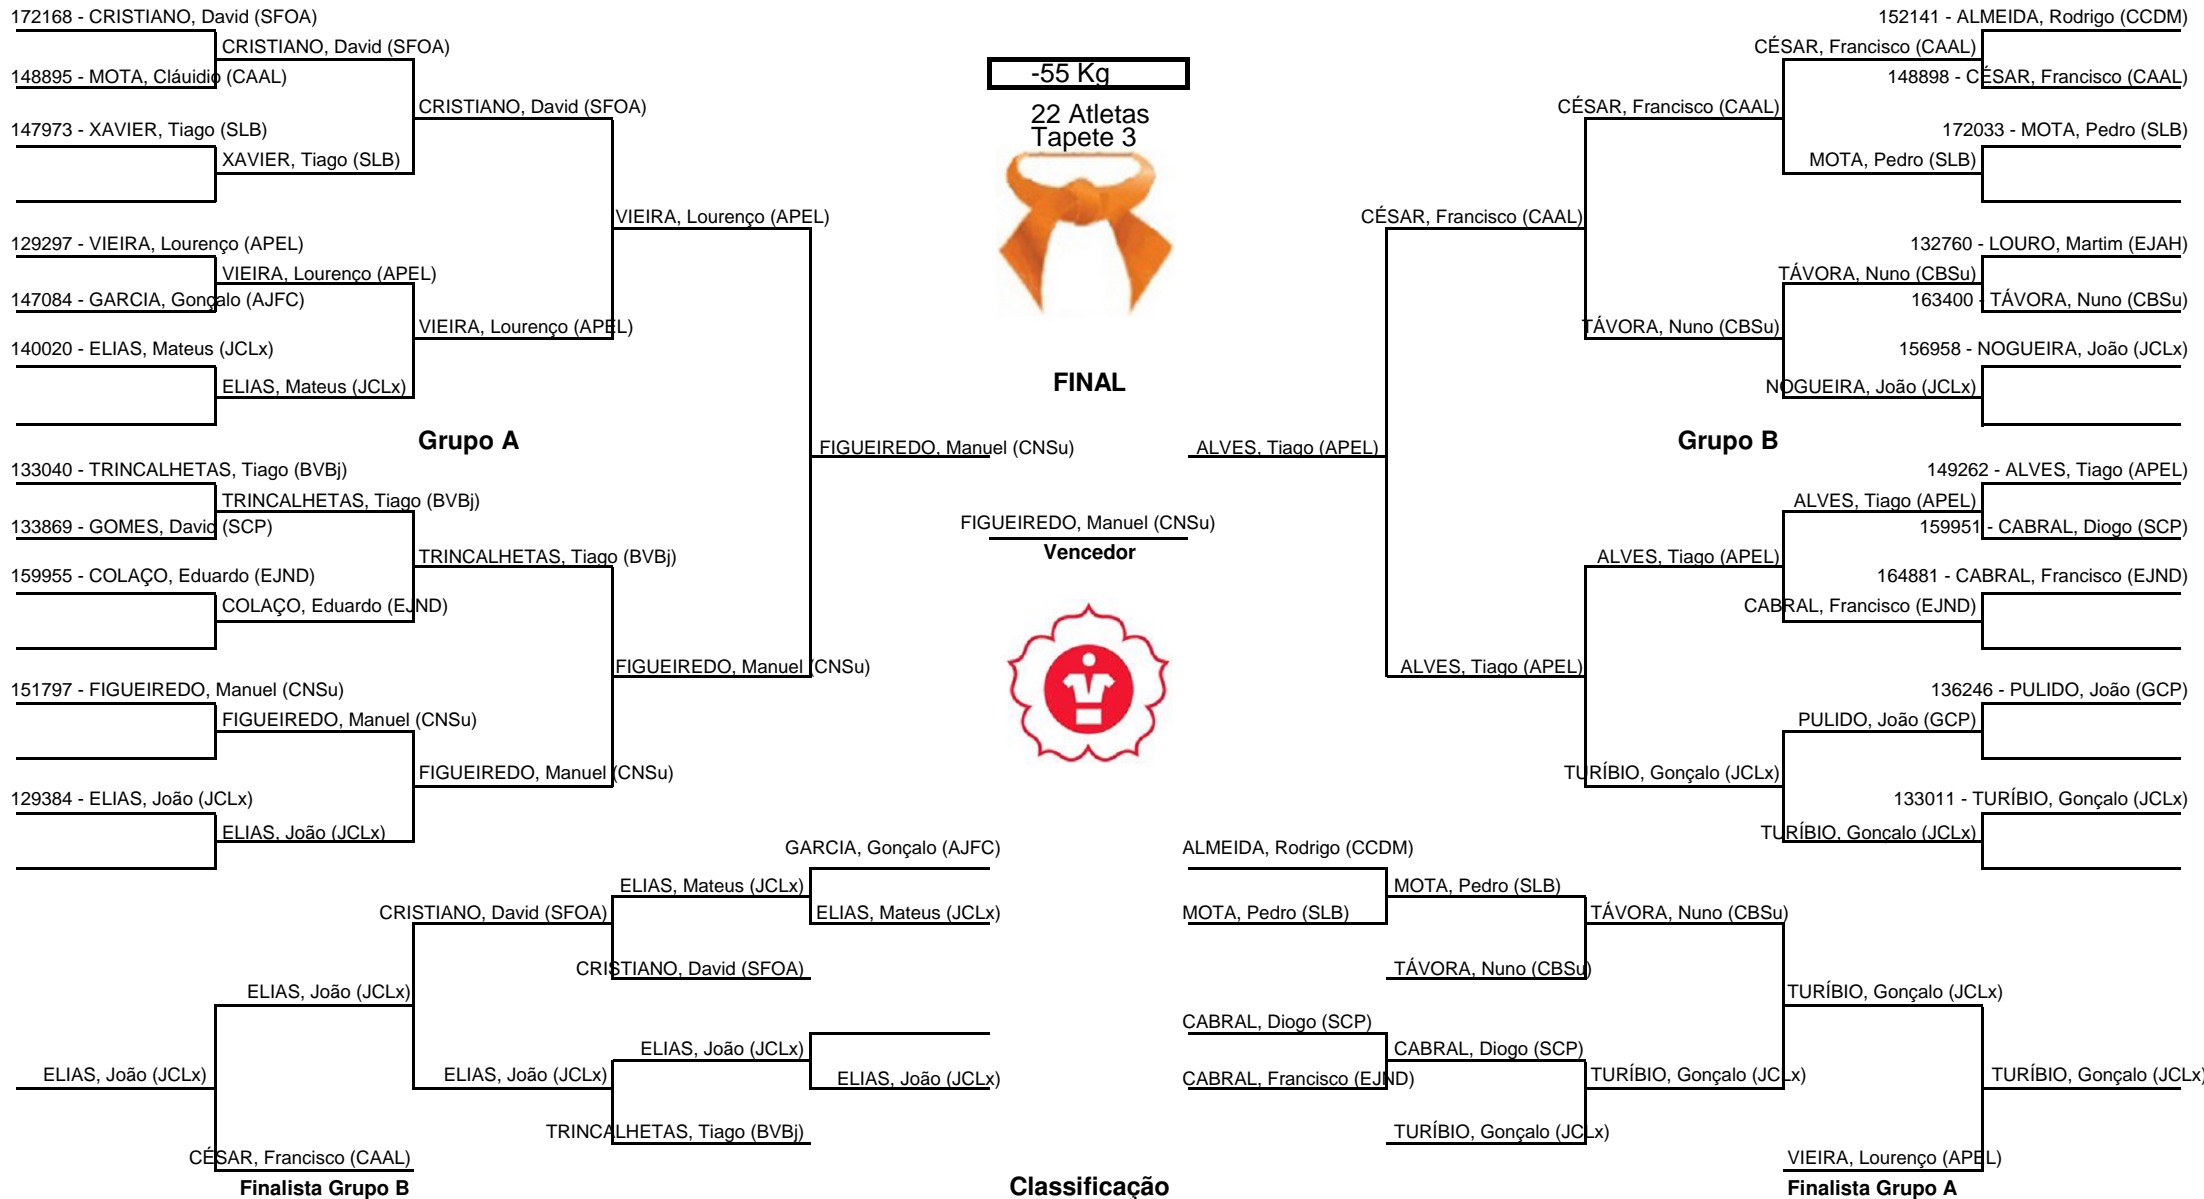 172168 - CRISTIANO, David (SFOA)
CRISTIANO, David (SFOA)
148895 - MOTA, Cláuidio (CAAL)
CRISTIANO, David (SFOA)
147973 - XAVIER, Tiago (SLB)
XAVIER, Tiago (SLB)
VIEIRA, Lourenço (APEL)
129297 - VIEIRA, Lourenço (APEL)
VIEIRA, Lourenço (APEL)
147084 - GARCIA, Gonçalo (AJFC)
VIEIRA, Lourenço (APEL)
140020 - ELIAS, Mateus (JCLx)
ELIAS, Mateus (JCLx)
Grupo A
FIGUEIREDO, Manuel (CNSu)
133040 - TRINCALHETAS, Tiago (BVBj)
TRINCALHETAS, Tiago (BVBj)
133869 - GOMES, David (SCP)
TRINCALHETAS, Tiago (BVBj)
159955 - COLAÇO, Eduardo (EJND)
COLAÇO, Eduardo (EJND)
FIGUEIREDO, Manuel (CNSu)
151797 - FIGUEIREDO, Manuel (CNSu)
FIGUEIREDO, Manuel (CNSu)
FIGUEIREDO, Manuel (CNSu)
129384 - ELIAS, João (JCLx)
ELIAS, João (JCLx)
-55 Kg
22 Atletas
Tapete 3
FINAL
FIGUEIREDO, Manuel (CNSu)
Vencedor
152141 - ALMEIDA, Rodrigo (CCDM)
CÉSAR, Francisco (CAAL)
148898 - CÉSAR, Francisco (CAAL)
CÉSAR, Francisco (CAAL)
172033 - MOTA, Pedro (SLB)
MOTA, Pedro (SLB)
CÉSAR, Francisco (CAAL)
132760 - LOURO, Martim (EJAH)
TÁVORA, Nuno (CBSu)
163400 - TÁVORA, Nuno (CBSu)
TÁVORA, Nuno (CBSu)
156958 - NOGUEIRA, João (JCLx)
NOGUEIRA, João (JCLx)
Grupo B
ALVES, Tiago (APEL)
149262 - ALVES, Tiago (APEL)
ALVES, Tiago (APEL)
159951 - CABRAL, Diogo (SCP)
ALVES, Tiago (APEL)
164881 - CABRAL, Francisco (EJND)
CABRAL, Francisco (EJND)
ALVES, Tiago (APEL)
136246 - PULIDO, João (GCP)
PULIDO, João (GCP)
TURÍBIO, Gonçalo (JCLx)
133011 - TURÍBIO, Gonçalo (JCLx)
TURÍBIO, Gonçalo (JCLx)
GARCIA, Gonçalo (AJFC)
ELIAS, Mateus (JCLx)
CRISTIANO, David (SFOA)
ELIAS, Mateus (JCLx)
CRISTIANO, David (SFOA)
ELIAS, João (JCLx)
ELIAS, João (JCLx)
ELIAS, João (JCLx)
ELIAS, João (JCLx)
ELIAS, João (JCLx)
TRINCALHETAS, Tiago (BVBj)
CÉSAR, Francisco (CAAL)
Finalista Grupo B
ALMEIDA, Rodrigo (CCDM)
MOTA, Pedro (SLB)
MOTA, Pedro (SLB)
TÁVORA, Nuno (CBSu)
TÁVORA, Nuno (CBSu)
TURÍBIO, Gonçalo (JCLx)
CABRAL, Diogo (SCP)
CABRAL, Diogo (SCP)
CABRAL, Francisco (EJND)
TURÍBIO, Gonçalo (JCLx)
TURÍBIO, Gonçalo (JCLx)
TURÍBIO, Gonçalo (JCLx)
VIEIRA, Lourenço (APEL)
Classificação
Finalista Grupo A